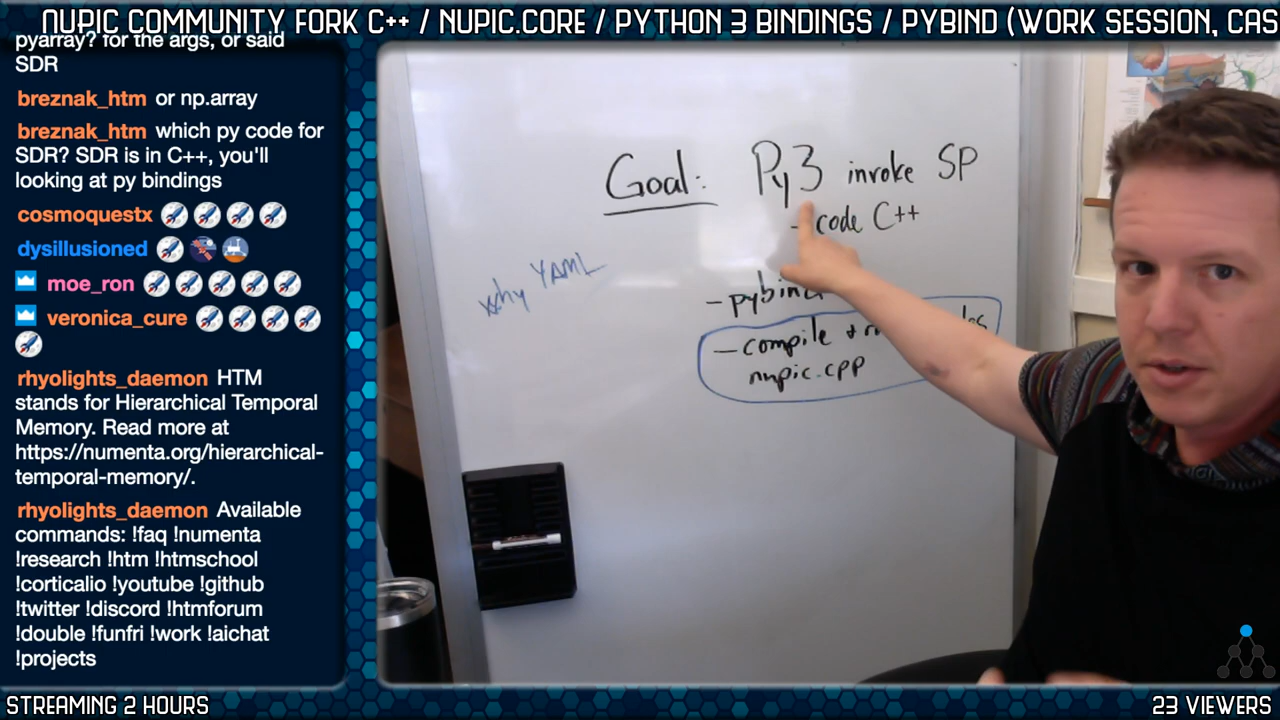 NUPIC COMMUNITY FORK C++ / NUPIC.CORE / PYTHON 3 BINDINGS / PYBIND (WORK SESSION, CAS
pyarray? for the args, or said
SDR
breznak_htm or np.array
breznak_htm which py code for
SDR? SDR is in C++, you'll
looking at py bindings
cosmoquestx
dysillusioned
moe_ron
veronica_cure
rhyolights_daemon HTM
stands for Hierarchical Temporal
Memory. Read more at
https://numenta.org/hierarchical-
temporal-memory/.
rhyolights_daemon Available
commands: !faq !numenta
!research !htm !htmschool
!corticalio !youtube !github
!twitter !discord !htmforum
!double !funfri !work !aichat
!projects
Goal: Py3 invoke SP
- code C++
why YAML
- pybind
- compile +
nupic.cpp
STREAMING 2 HOURS
23 VIEWERS